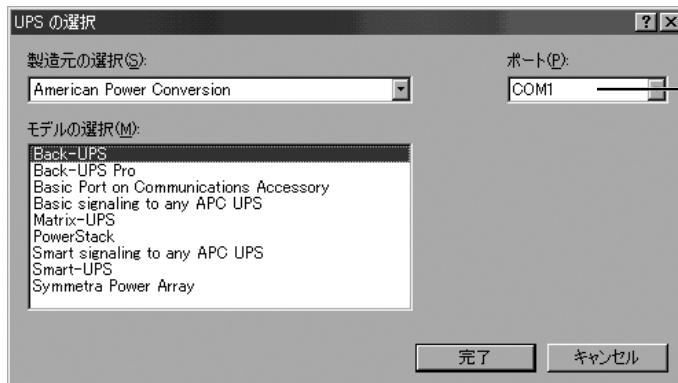 UPS の選択
製造元の選択(S):
ポート(P):
American Power Conversion
COM1
モデルの選択(M):
Back-UPS
Back-UPS Pro
Basic Port on Communications Accessory
Basic signaling to any APC UPS
Matrix-UPS
PowerStack
Smart signaling to any APC UPS
Smart-UPS
Symmetra Power Array
完了
キャンセル